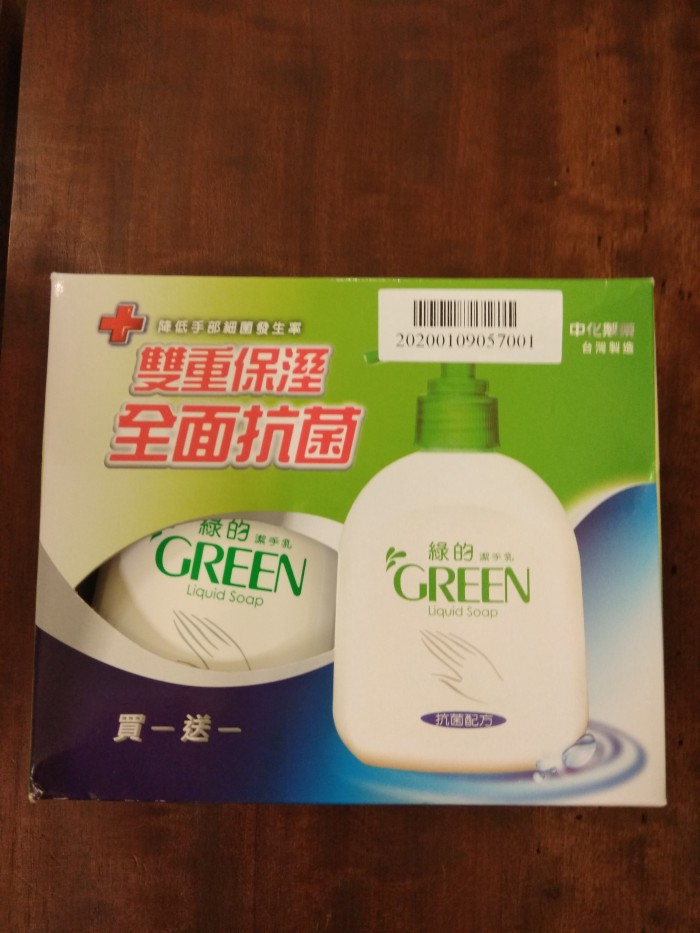 降低手部細菌發生率
雙重保溼
全面抗菌
20200109057001
中化製藥
台灣製造
綠的 潔手乳
GREEN
Liquid Soap
綠的 潔手乳
GREEN
Liquid Soap
抗菌配方
買一送一